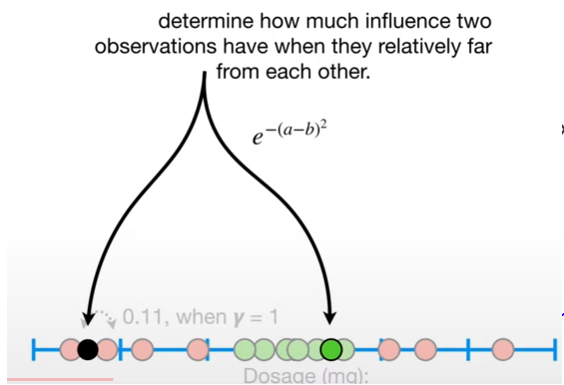 determine how much influence two
observations have when they relatively far
from each other.
e^{-(a-b)^2}
0.11, when γ = 1
Dosage (mg):